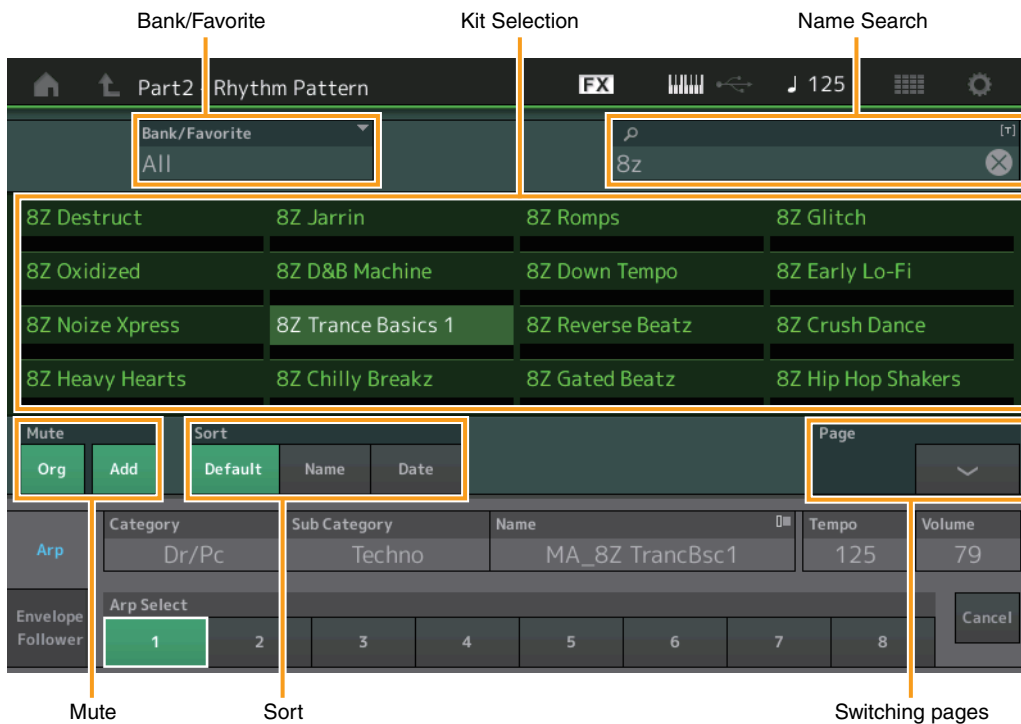 Bank/Favorite Kit Selection Name Search
Part2 - Rhythm Pattern FX ♩ 125
Bank/Favorite [T]
All 8z
8Z Destruct 8Z Jarrin 8Z Romps 8Z Glitch
8Z Oxidized 8Z D&B Machine 8Z Down Tempo 8Z Early Lo-Fi
8Z Noize Xpress 8Z Trance Basics 1 8Z Reverse Beatz 8Z Crush Dance
8Z Heavy Hearts 8Z Chilly Breakz 8Z Gated Beatz 8Z Hip Hop Shakers
Mute Sort Page
Org Add Default Name Date
Category Sub Category Name Tempo Volume
Arp Dr/Pc Techno MA_8Z TrancBsc1 125 79
Arp Select
Envelope Follower 1 2 3 4 5 6 7 8 Cancel
Mute Sort Switching pages